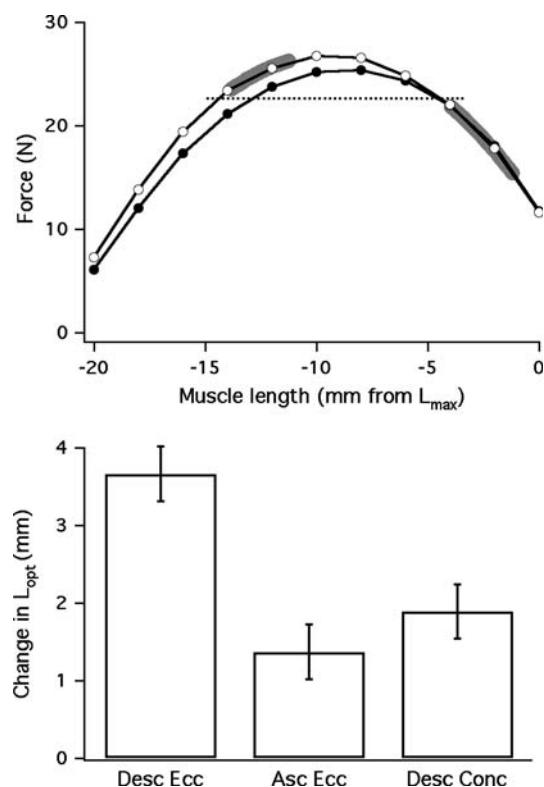 30
20
10
0
Force (N)
-20 -15 -10 -5 0
Muscle length (mm from Lmax)
4
3
2
1
0
Change in Lopt (mm)
Desc Ecc Asc Ecc Desc Conc